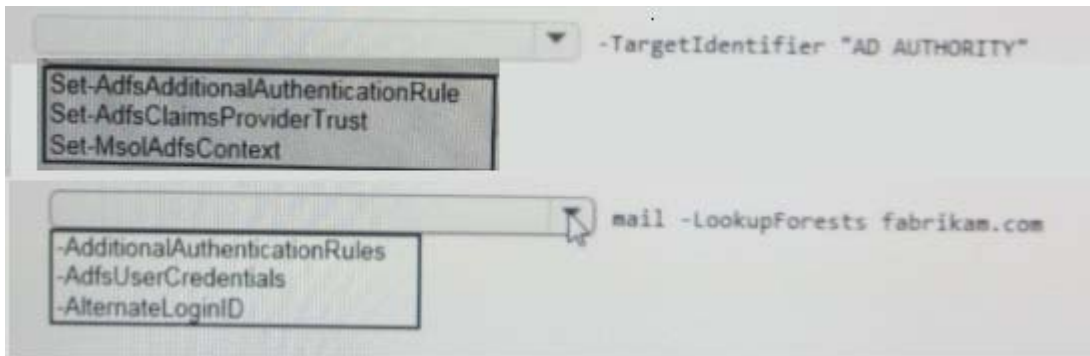 -TargetIdentifier "AD AUTHORITY"
Set-AdfsAdditionalAuthenticationRule
Set-AdfsClaimsProviderTrust
Set-MsolAdfsContext
mail -LookupForests fabrikam.com
-AdditionalAuthenticationRules
-AdfsUserCredentials
-AlternateLoginID